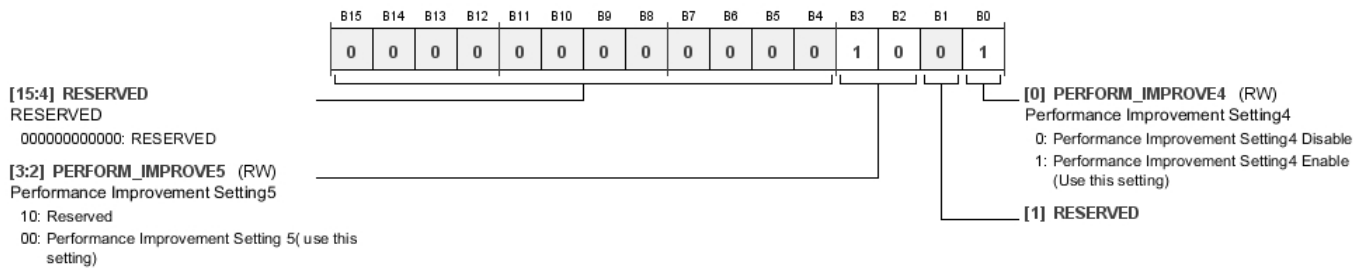 B15 B14 B13 B12 B11 B10 B9 B8 B7 B6 B5 B4 B3 B2 B1 B0
0 0 0 0 0 0 0 0 0 0 0 0 1 0 0 1
[15:4] RESERVED
RESERVED
000000000000: RESERVED
[3:2] PERFORM_IMPROVE5 (RW)
Performance Improvement Setting5
10: Reserved
00: Performance Improvement Setting 5( use this
setting)
[0] PERFORM_IMPROVE4 (RW)
Performance Improvement Setting4
0: Performance Improvement Setting4 Disable
1: Performance Improvement Setting4 Enable
(Use this setting)
[1] RESERVED